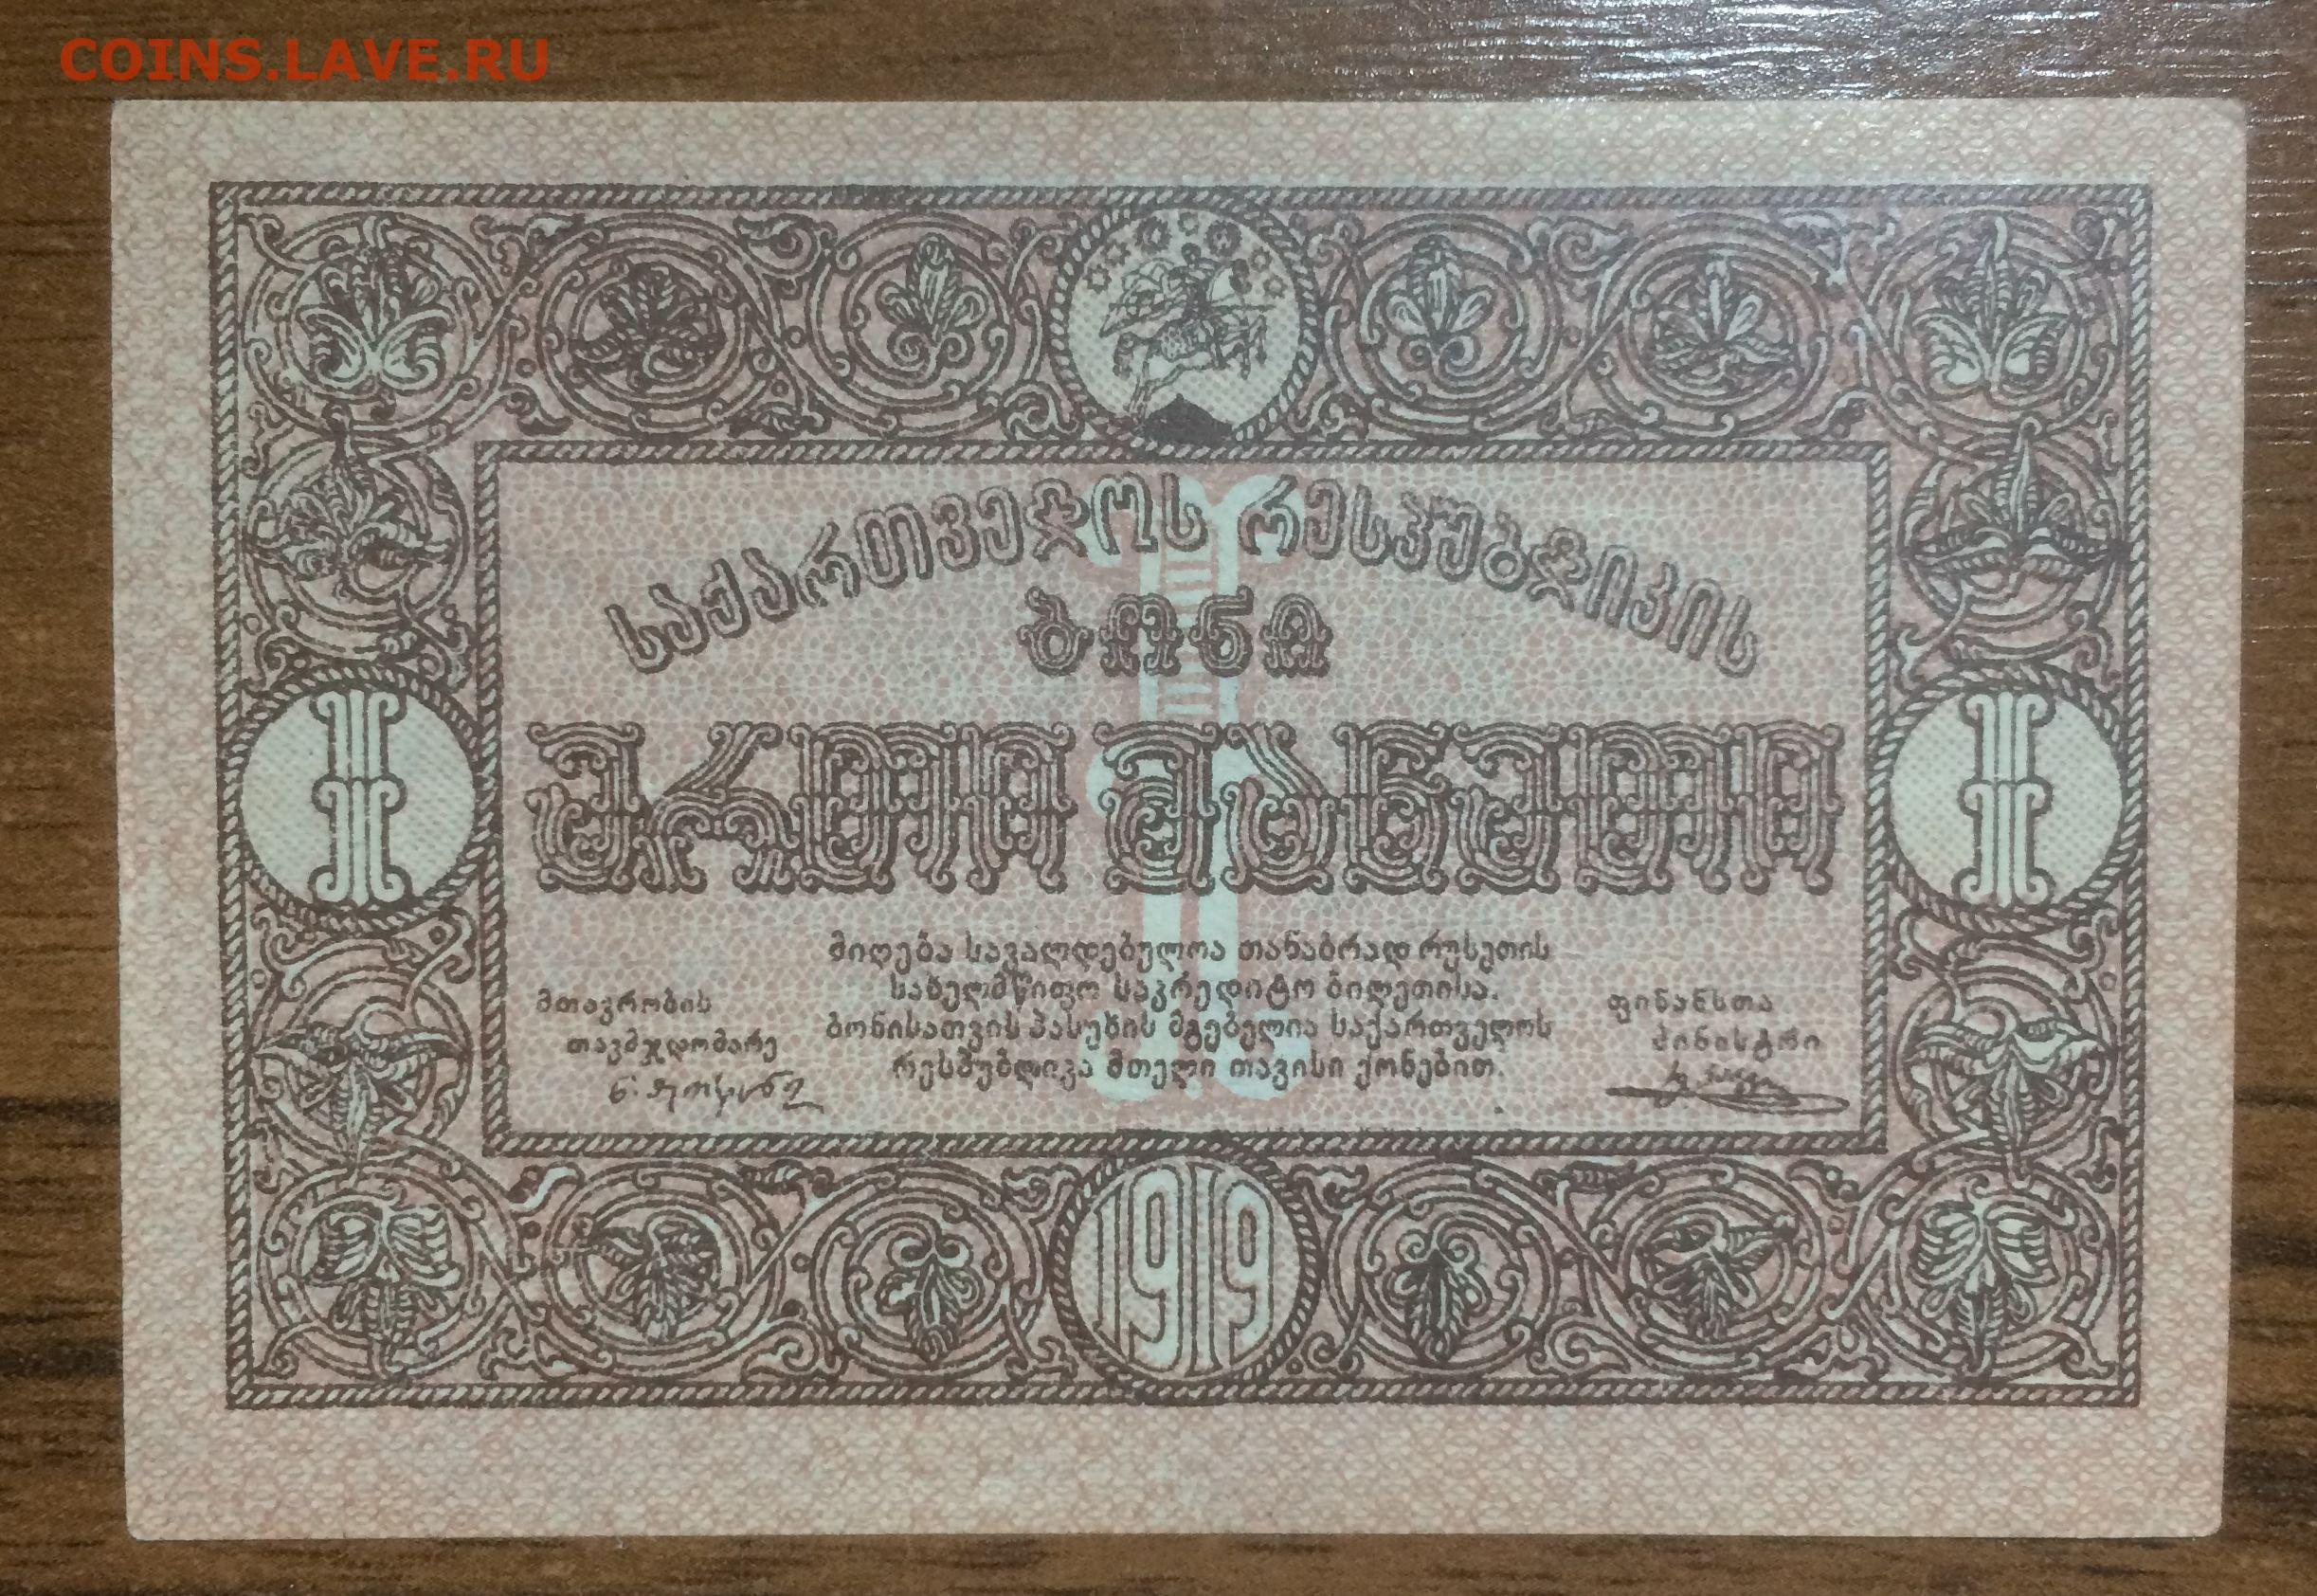 COINS.LAVE.RU
საქართველოს რესპუბლიკის
ბონი
I
ერთი მანეთი
I
მიღება სავალდებულოა თანაბრად რუსეთის
სახელმწიფო საკრედიტო ბილეთისა.
ბონისათვის პასუხის მგებელია საქართველოს
რესპუბლიკა მთელი თავისი ქონებით.
მთავრობის
თავმჯდომარე
ნ. ჟორდანია
ფინანსთა
მინისტრი
1919